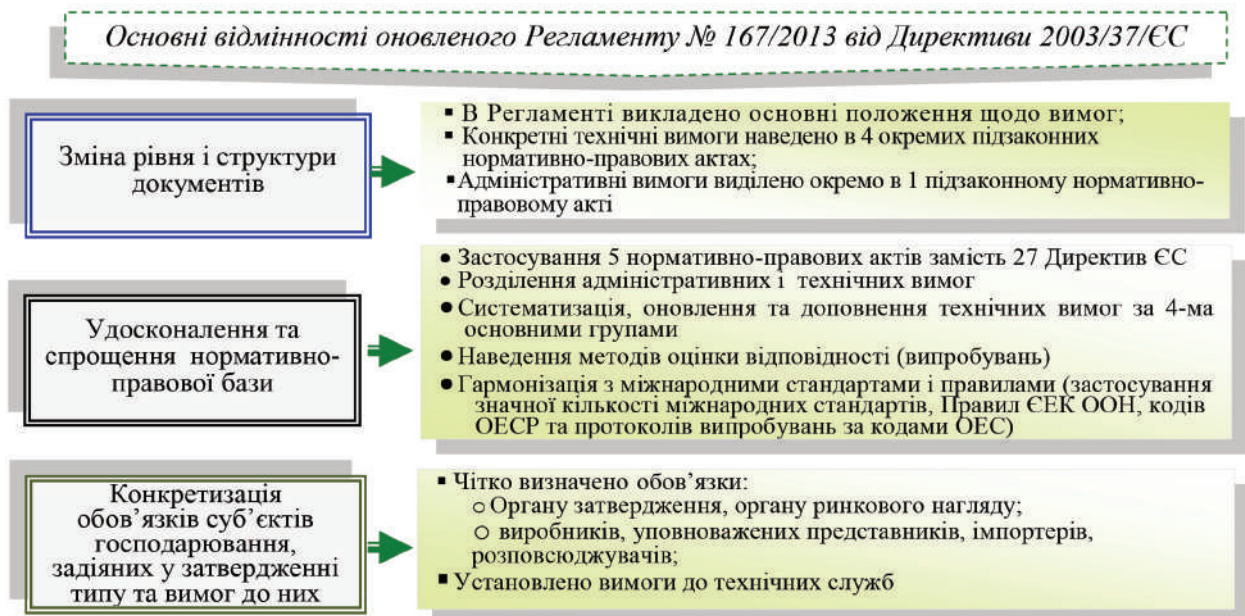 Основні відмінності оновленого Регламенту № 167/2013 від Директиви 2003/37/ЄС
Зміна рівня і структури
документів
▪ В Регламенті викладено основні положення щодо вимог;
▪ Конкретні технічні вимоги наведено в 4 окремих підзаконних
нормативно-правових актах;
▪ Адміністративні вимоги виділено окремо в 1 підзаконному нормативно-
правовому акті
Удосконалення та
спрощення нормативно-
правової бази
● Застосування 5 нормативно-правових актів замість 27 Директив ЄС
● Розділення адміністративних і технічних вимог
● Систематизація, оновлення та доповнення технічних вимог за 4-ма
основними групами
● Наведення методів оцінки відповідності (випробувань)
● Гармонізація з міжнародними стандартами і правилами (застосування
значної кількості міжнародних стандартів, Правил ЄЕК ООН, кодів
ОЕСР та протоколів випробувань за кодами ОЕС)
Конкретизація
обов’язків суб’єктів
господарювання,
задіяних у затвердженні
типу та вимог до них
▪ Чітко визначено обов’язки:
○ Органу затвердження, органу ринкового нагляду;
○ виробників, уповноважених представників, імпортерів,
розповсюджувачів;
▪ Установлено вимоги до технічних служб